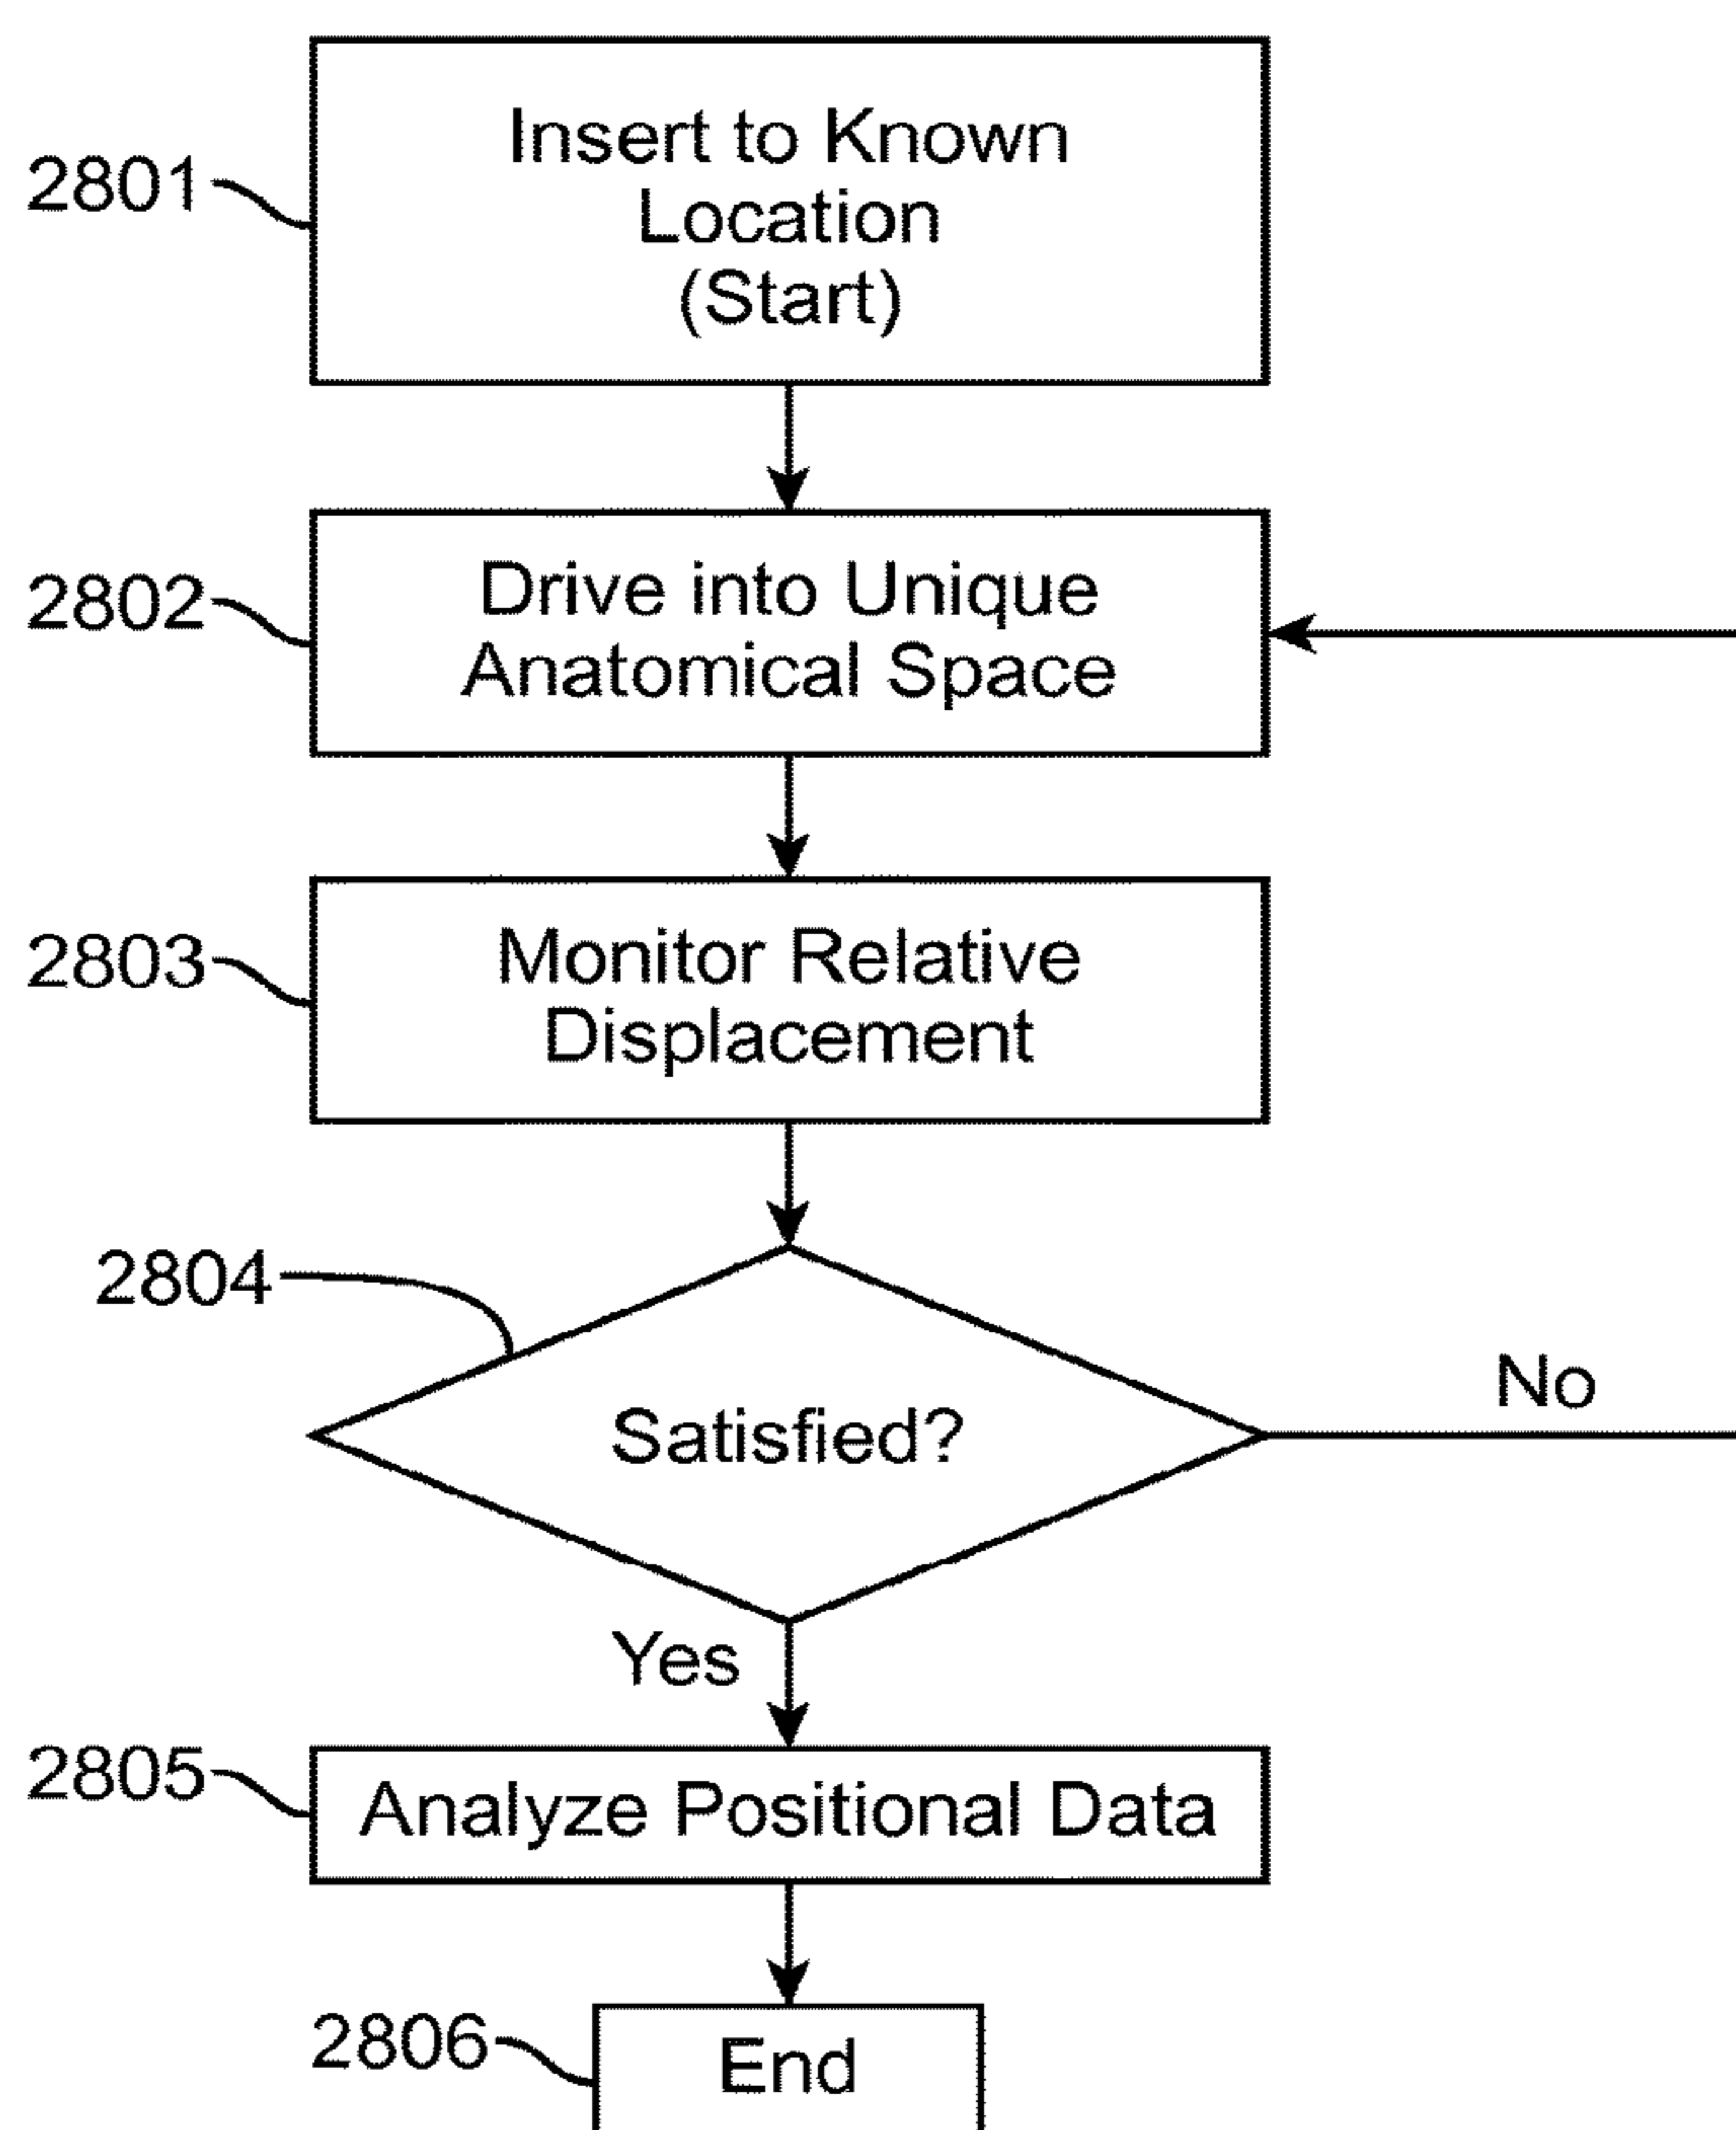 2801
Insert to Known
Location
(Start)
2802
Drive into Unique
Anatomical Space
2803
Monitor Relative
Displacement
2804
Satisfied?
No
Yes
2805
Analyze Positional Data
2806
End